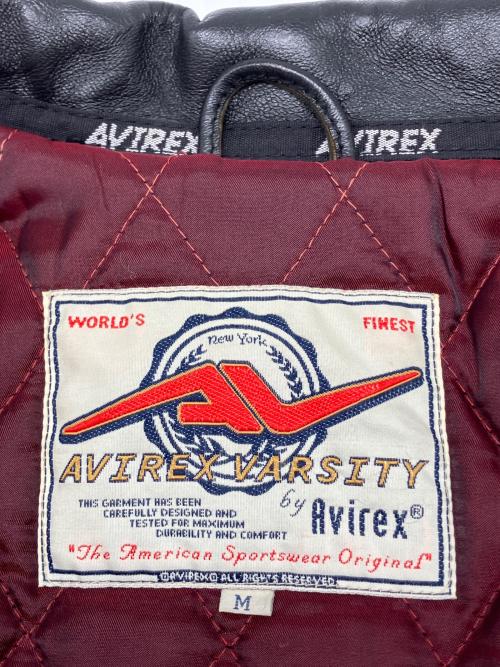 AVIREX AVIREX
WORLD'S FINEST
New York
AVIREX VARSITY
by Avirex®
THIS GARMENT HAS BEEN
CAREFULLY DESIGNED AND
TESTED FOR MAXIMUM
DURABILITY AND COMFORT
"The American Sportswear Original"
©AVIREX© ALL RIGHTS RESERVED.
M